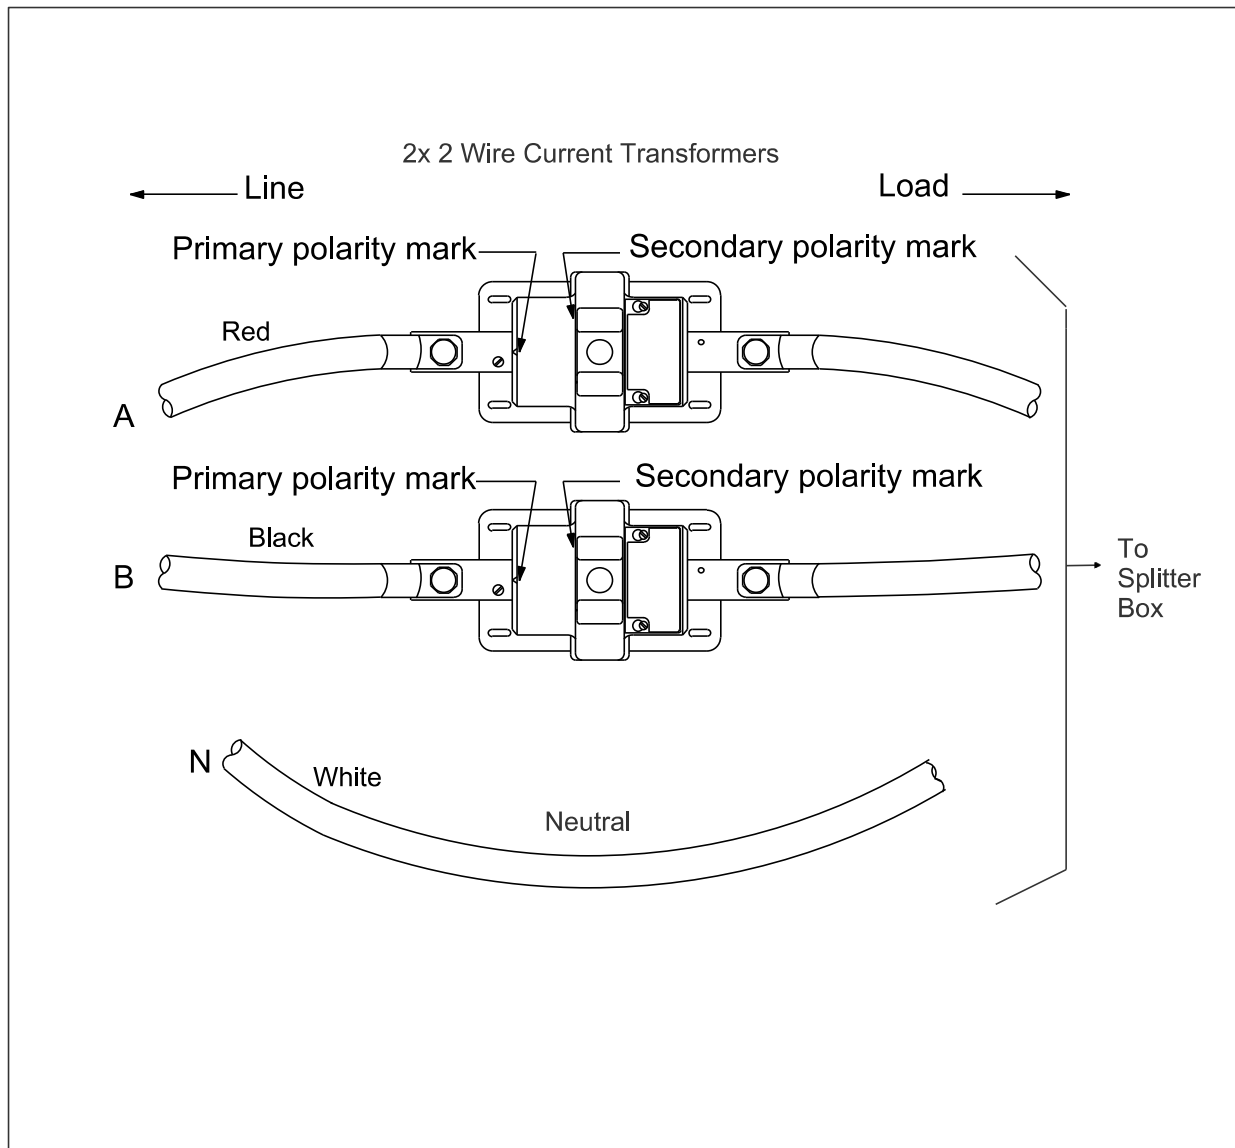 2x 2 Wire Current Transformers
Line
Load
Primary polarity mark
Secondary polarity mark
Red
A
Primary polarity mark
Secondary polarity mark
Black
B
To
Splitter
Box
N
White
Neutral